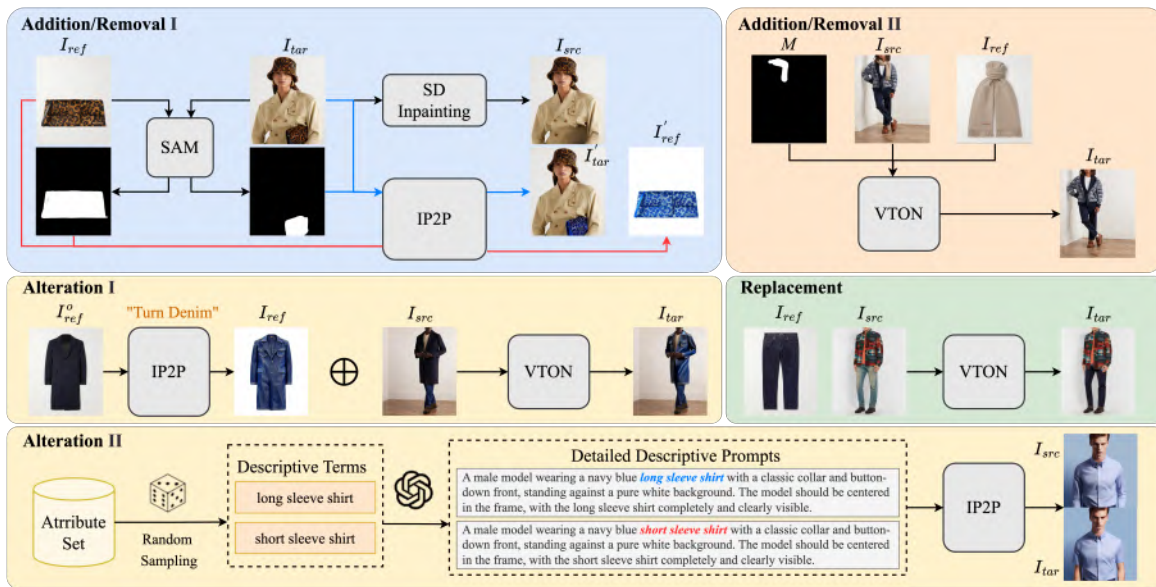 Addition/Removal I
I_ref
I_tar
I_src
SAM
SD
Inpainting
I'_tar
I'_ref
IP2P
Addition/Removal II
M
I_src
I_ref
I_tar
VTON
Alteration I
I^o_ref
"Turn Denim"
I_ref
I_src
I_tar
IP2P
⊕
VTON
Replacement
I_ref
I_src
I_tar
VTON
Alteration II
Atrribute
Set
Random
Sampling
Descriptive Terms
long sleeve shirt
short sleeve shirt
Detailed Descriptive Prompts
A male model wearing a navy blue long sleeve shirt with a classic collar and button-
down front, standing against a pure white background. The model should be centered
in the frame, with the long sleeve shirt completely and clearly visible.
A male model wearing a navy blue short sleeve shirt with a classic collar and button-
down front, standing against a pure white background. The model should be centered
in the frame, with the short sleeve shirt completely and clearly visible.
IP2P
I_src
I_tar